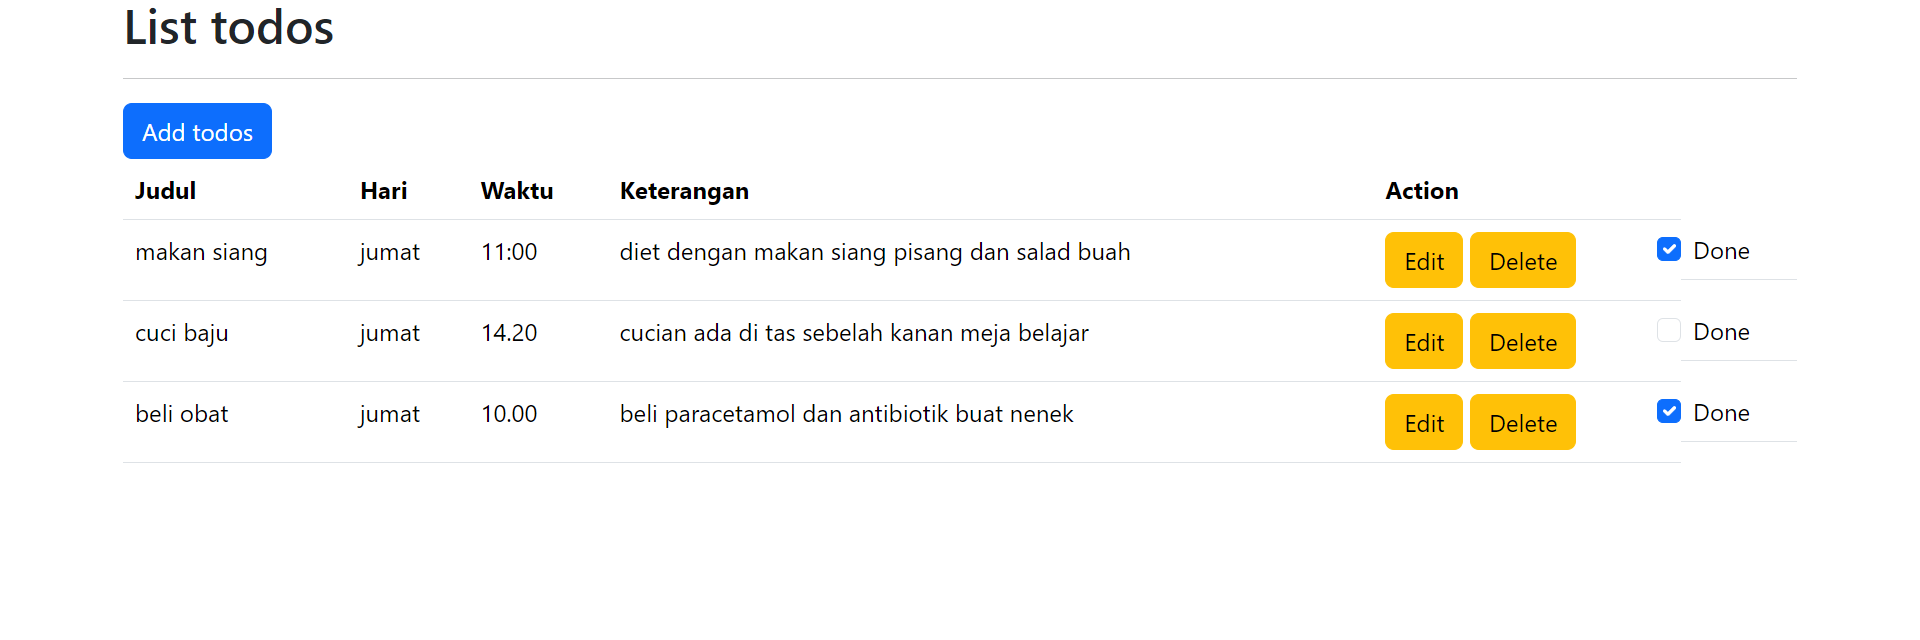 List todos
Add todos
Judul Hari Waktu Keterangan Action
makan siang jumat 11:00 diet dengan makan siang pisang dan salad buah Edit Delete Done
cuci baju jumat 14.20 cucian ada di tas sebelah kanan meja belajar Edit Delete Done
beli obat jumat 10.00 beli paracetamol dan antibiotik buat nenek Edit Delete Done